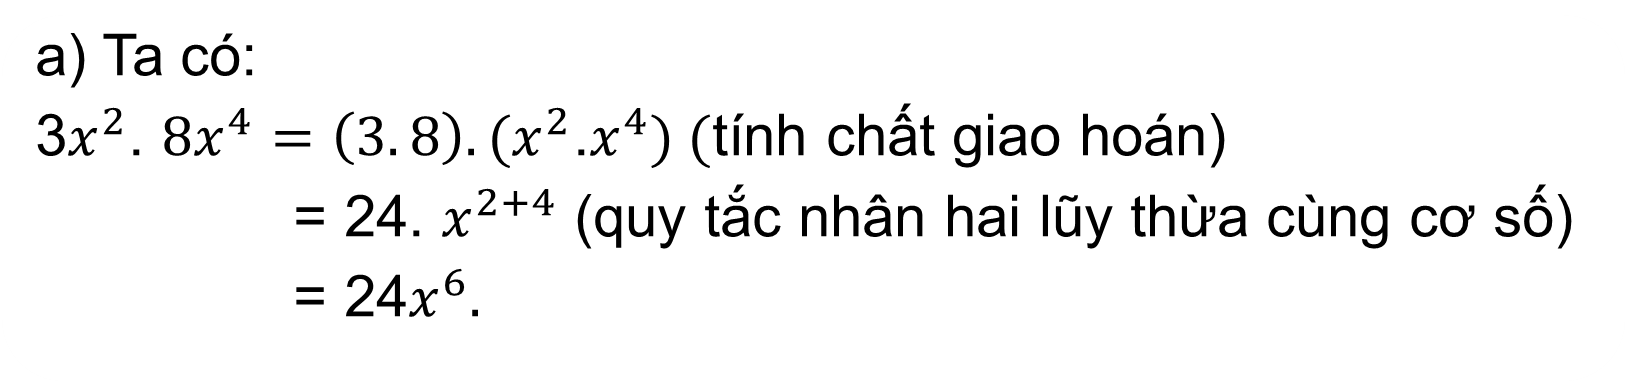 a) Ta có:
3x². 8x⁴ = (3. 8). (x².x⁴) (tính chất giao hoán)
= 24. x²⁺⁴ (quy tắc nhân hai lũy thừa cùng cơ số)
= 24x⁶.